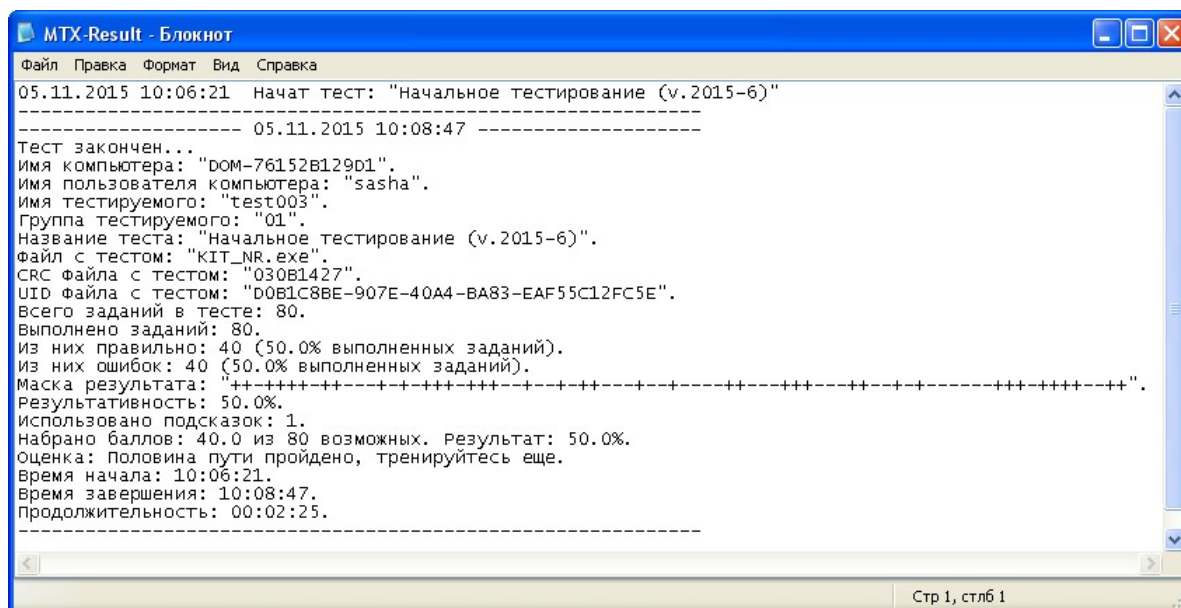 MTX-Result - Блокнот
Файл Правка Формат Вид Справка
05.11.2015 10:06:21  Начат тест: "Начальное тестирование (v.2015-6)"
-------------------------------------------------------------
-------------------- 05.11.2015 10:08:47 --------------------
Тест закончен...
Имя компьютера: "DOM-76152B129D1".
Имя пользователя компьютера: "sasha".
Имя тестируемого: "test003".
Группа тестируемого: "01".
Название теста: "Начальное тестирование (v.2015-6)".
Файл с тестом: "KIT_NR.exe".
CRC Файла с тестом: "030B1427".
UID Файла с тестом: "D0B1C8BE-907E-40A4-BA83-EAF55C12FC5E".
Всего заданий в тесте: 80.
Выполнено заданий: 80.
Из них правильно: 40 (50.0% выполненных заданий).
Из них ошибок: 40 (50.0% выполненных заданий).
Маска результата: "++-++++-++---+-+-+++-+++--+--+-++---+--+----++---+++---++--+-+------+++-++++--++".
Результативность: 50.0%.
Использовано подсказок: 1.
Набрано баллов: 40.0 из 80 возможных. Результат: 50.0%.
Оценка: Половина пути пройдено, тренируйтесь еще.
Время начала: 10:06:21.
Время завершения: 10:08:47.
Продолжительность: 00:02:25.
-------------------------------------------------------------
Стр 1, стлб 1